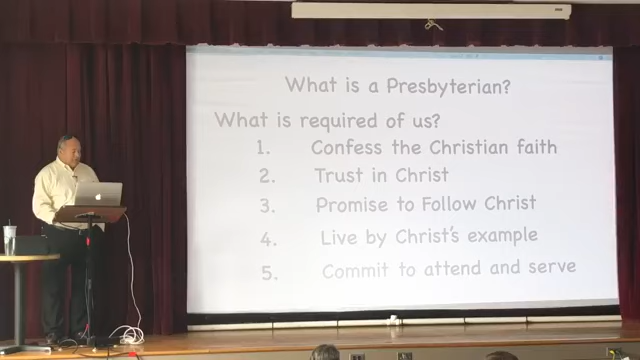 What is a Presbyterian?
What is required of us?
1. Confess the Christian faith
2. Trust in Christ
3. Promise to Follow Christ
4. Live by Christ's example
5. Commit to attend and serve